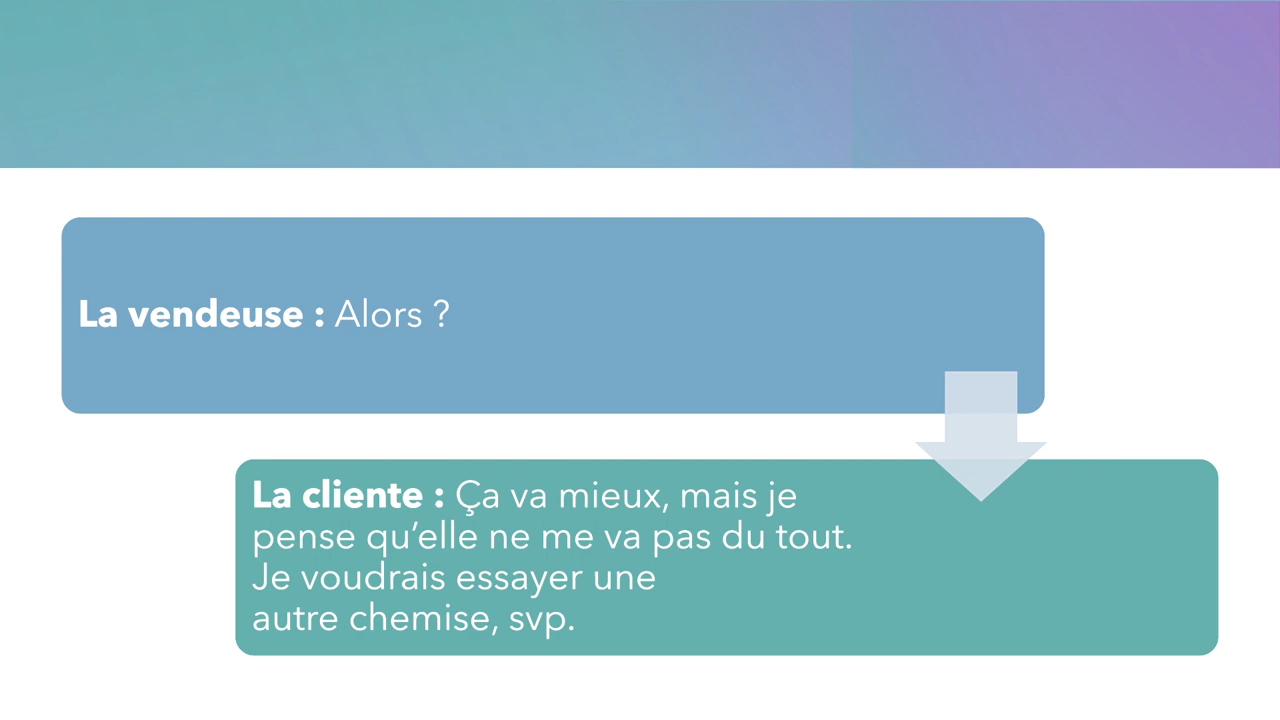 La vendeuse : Alors ?
La cliente : Ça va mieux, mais je
pense qu’elle ne me va pas du tout.
Je voudrais essayer une
autre chemise, svp.